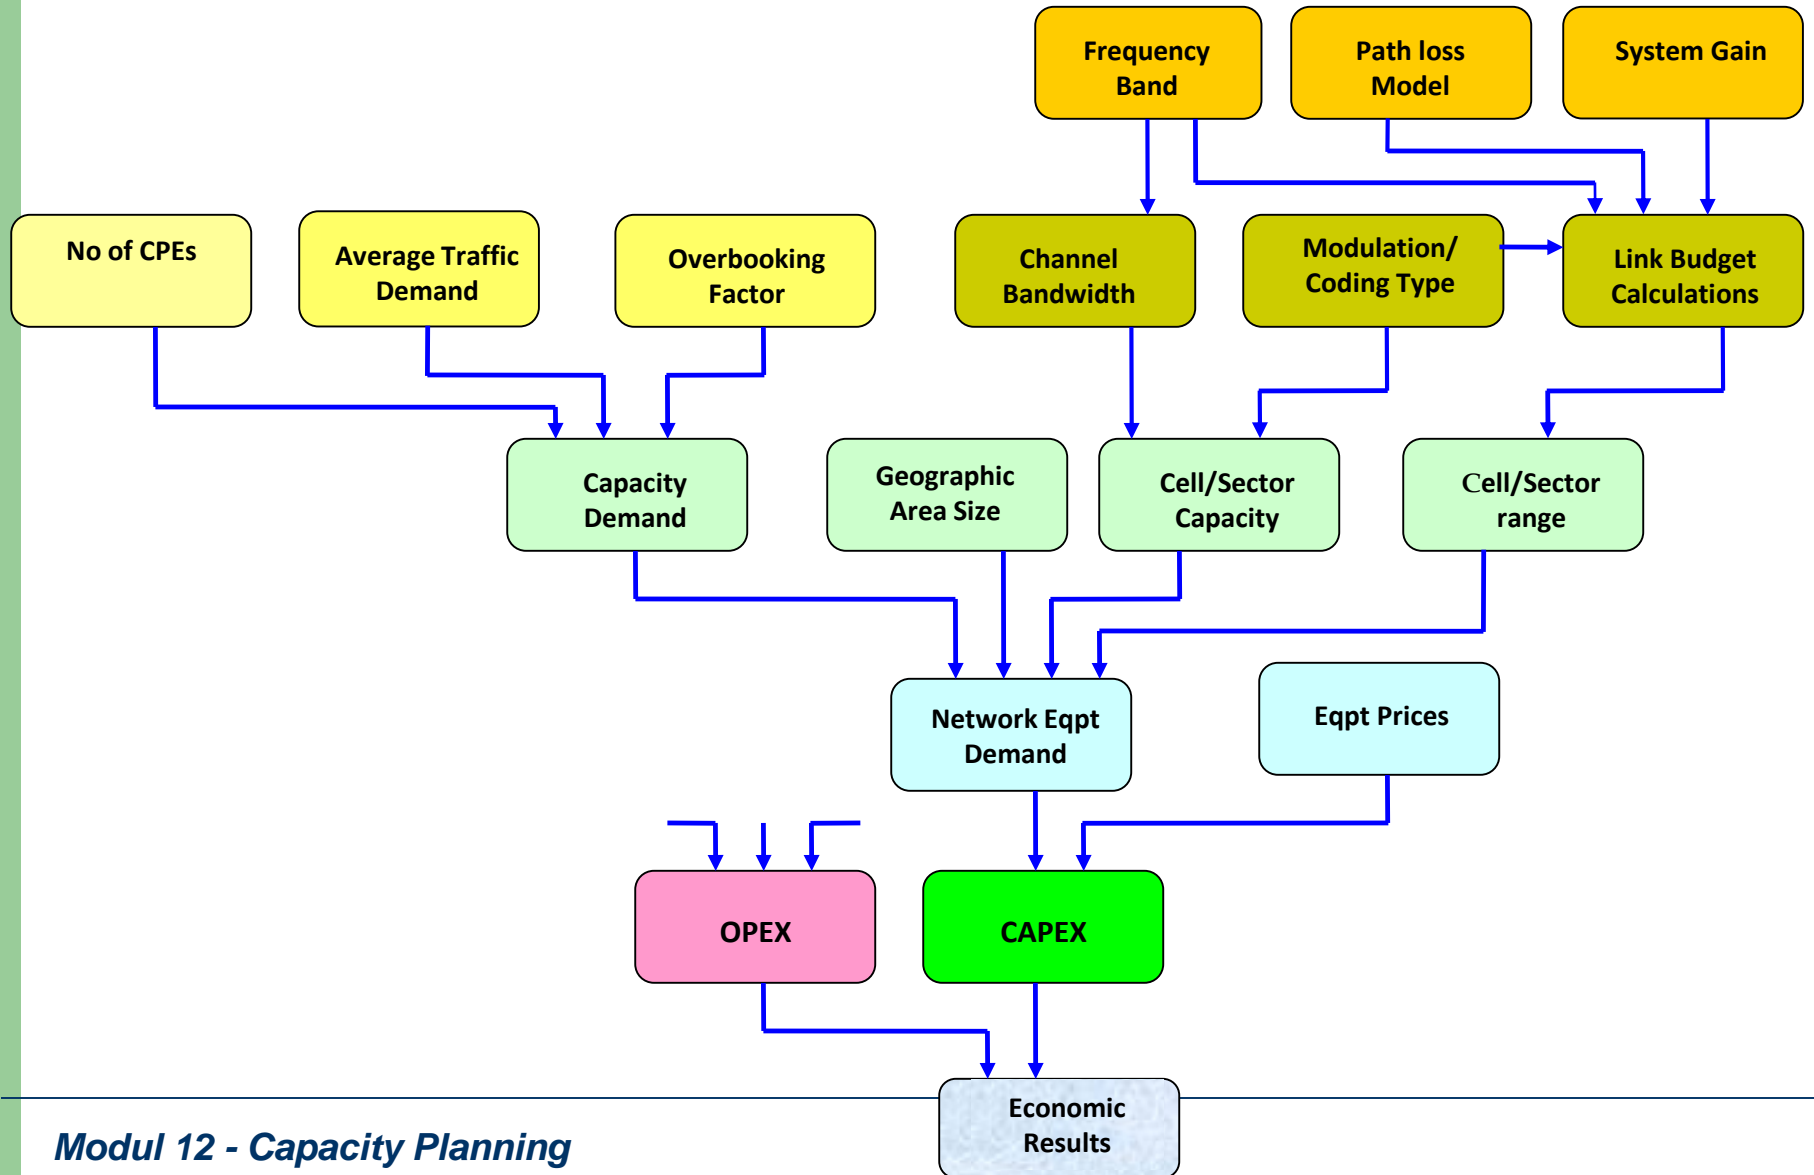 Frequency
Band
Path loss
Model
System Gain
No of CPEs
Average Traffic
Demand
Overbooking
Factor
Channel
Bandwidth
Modulation/
Coding Type
Link Budget
Calculations
Capacity
Demand
Geographic
Area Size
Cell/Sector
Capacity
Cell/Sector
range
Network Eqpt
Demand
Eqpt Prices
OPEX
CAPEX
Economic
Results
Modul 12 - Capacity Planning